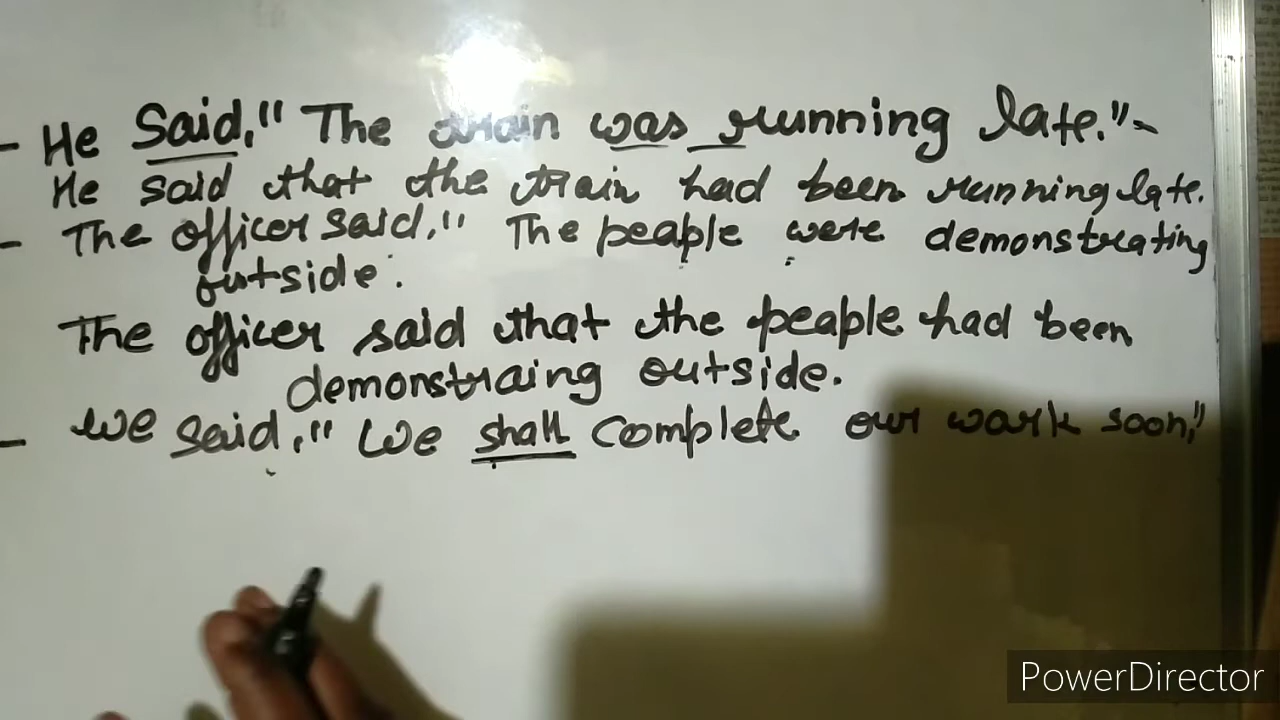 - He Said," The train was running late."
He said that the train had been running late.
- The officer said," The peaple were demonstrating
outside.
The officer said that the peaple had been
demonstraing outside.
- We said," We shall complete our wark soon,"
PowerDirector